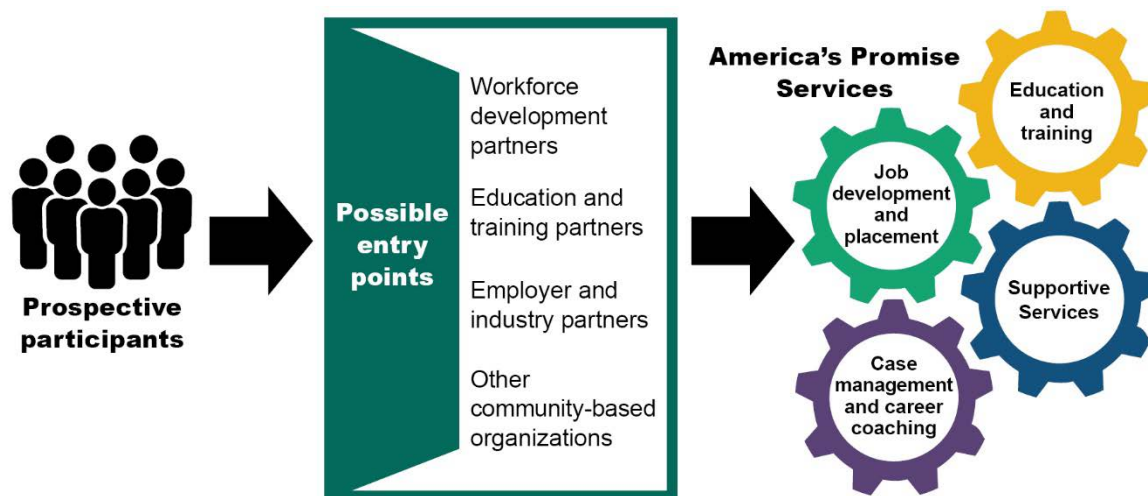 Prospective
participants
Possible
entry
points
Workforce
development
partners
Education and
training partners
Employer and
industry partners
Other
community-based
organizations
America's Promise
Services
Education
and
training
Job
development
and
placement
Supportive
Services
Case
management
and career
coaching